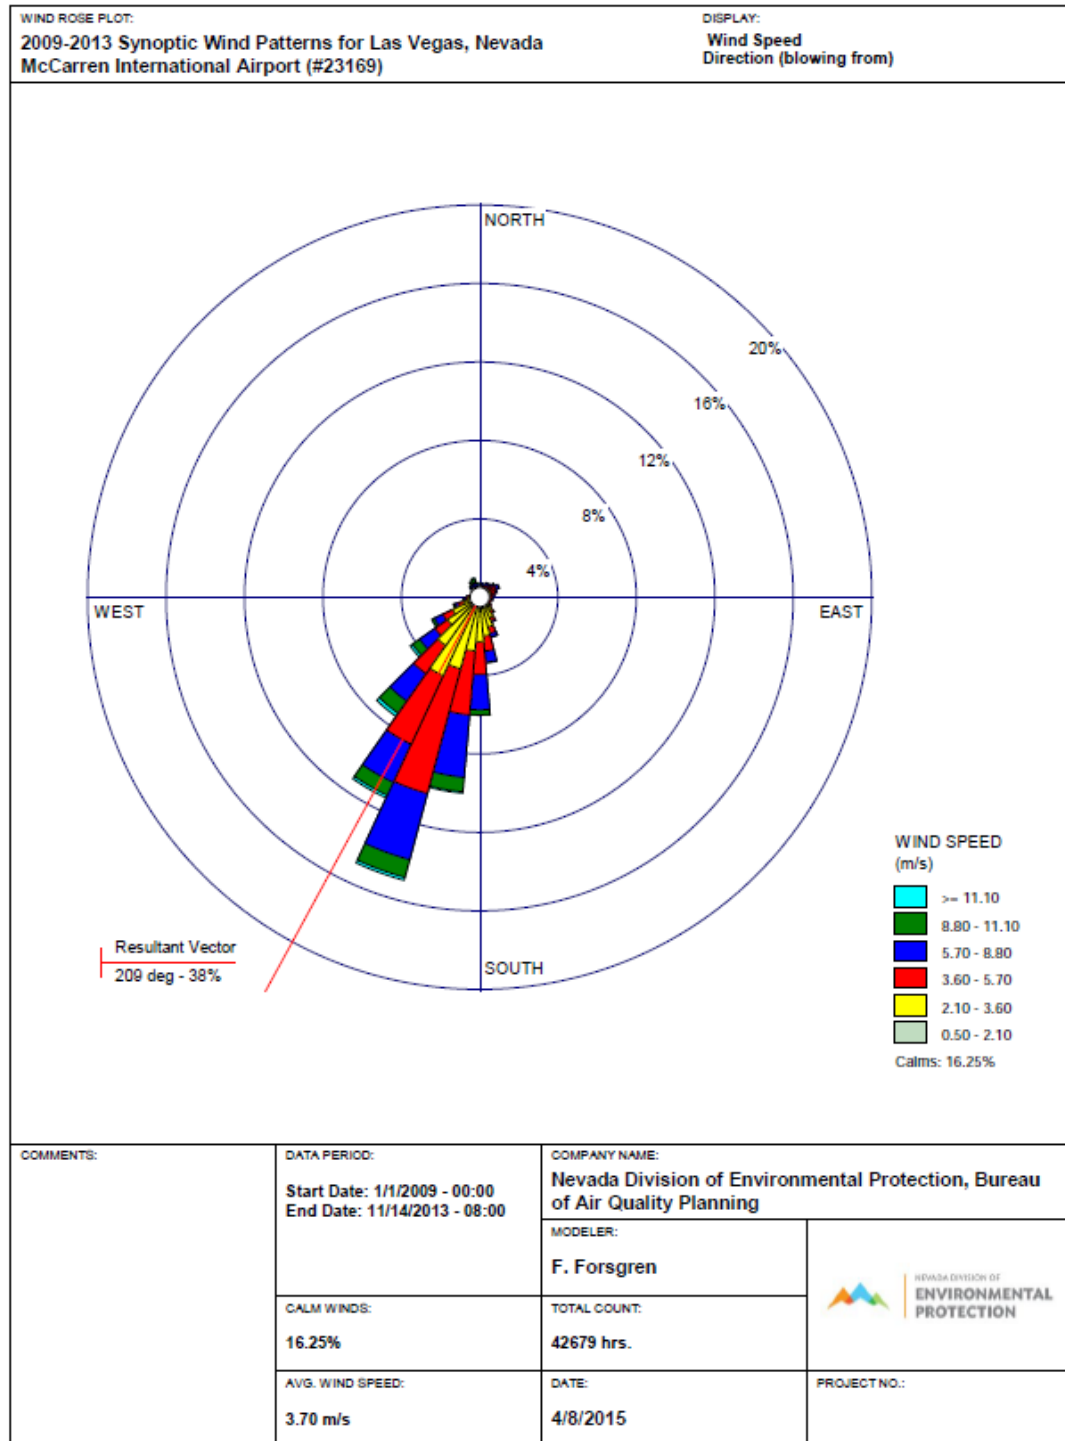 WIND ROSE PLOT:
2009-2013 Synoptic Wind Patterns for Las Vegas, Nevada
McCarren International Airport (#23169)
DISPLAY:
Wind Speed
Direction (blowing from)
NORTH
20%
16%
12%
8%
4%
WEST
EAST
SOUTH
Resultant Vector
209 deg - 38%
WIND SPEED
(m/s)
>= 11.10
8.80 - 11.10
5.70 - 8.80
3.60 - 5.70
2.10 - 3.60
0.50 - 2.10
Calms: 16.25%
COMMENTS:
DATA PERIOD:
Start Date: 1/1/2009 - 00:00
End Date: 11/14/2013 - 08:00
COMPANY NAME:
Nevada Division of Environmental Protection, Bureau
of Air Quality Planning
MODELER:
F. Forsgren
NEVADA DIVISION OF
ENVIRONMENTAL
PROTECTION
CALM WINDS:
16.25%
TOTAL COUNT:
42679 hrs.
AVG. WIND SPEED:
3.70 m/s
DATE:
4/8/2015
PROJECT NO.: